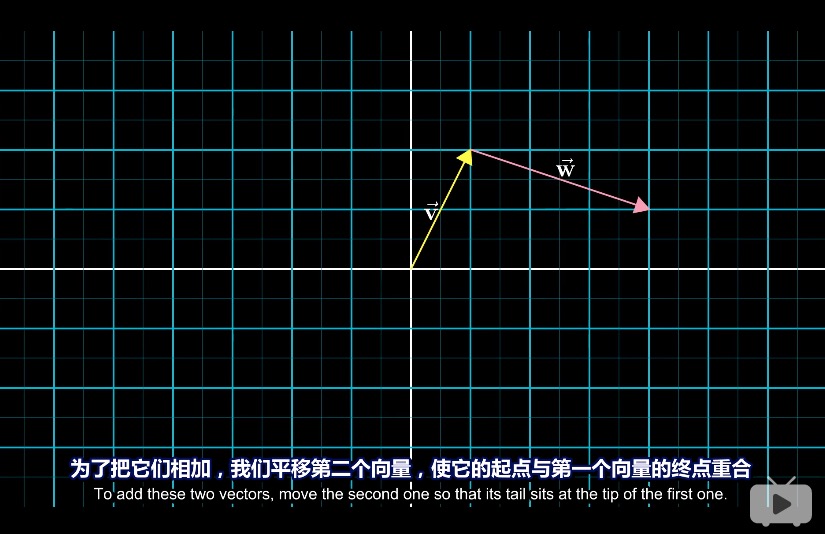 v⃗
w⃗
为了把它们相加，我们平移第二个向量，使它的起点与第一个向量的终点重合
To add these two vectors, move the second one so that its tail sits at the tip of the first one.